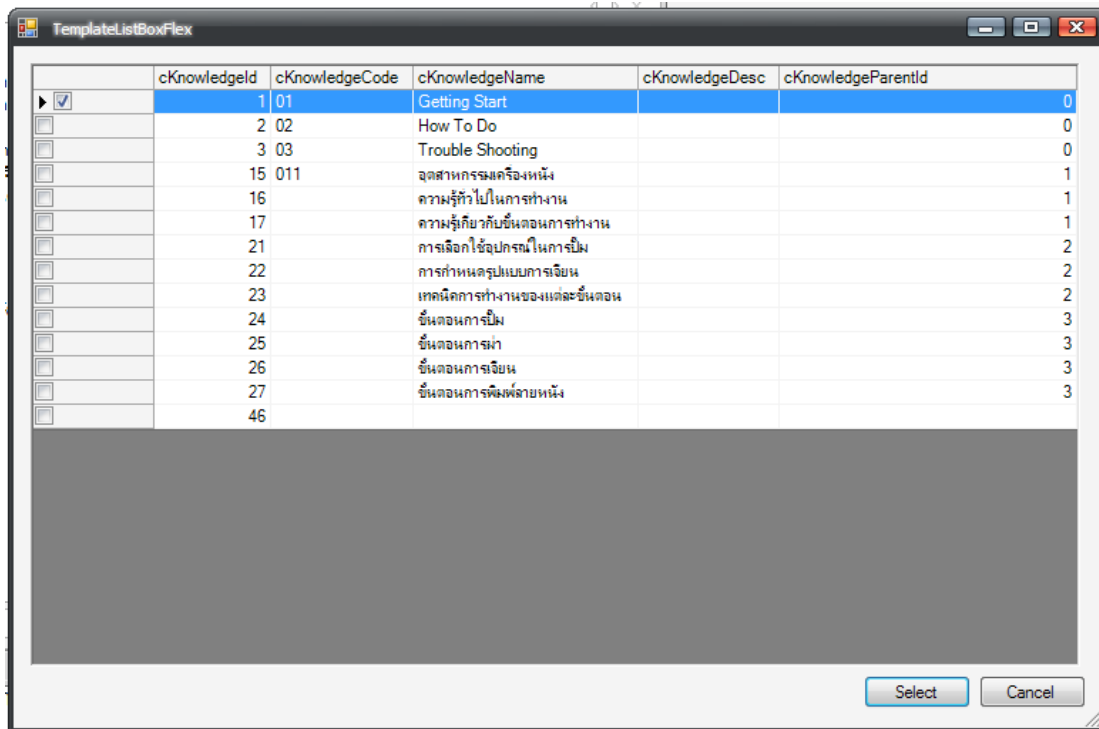 TemplateListBoxFlex
cKnowledgeId cKnowledgeCode cKnowledgeName cKnowledgeDesc cKnowledgeParentId
1 01 Getting Start 0
2 02 How To Do 0
3 03 Trouble Shooting 0
15 011 อุตสาหกรรมเครื่องหนัง 1
16 ความรู้ทั่วไปในการทำงาน 1
17 ความรู้เกี่ยวกับขั้นตอนการทำงาน 1
21 การเลือกใช้อุปกรณ์ในการปั๊ม 2
22 การกำหนดรูปแบบการเจียน 2
23 เทคนิคการทำงานของแต่ละขั้นตอน 2
24 ขั้นตอนการปั๊ม 3
25 ขั้นตอนการผ่า 3
26 ขั้นตอนการเจียน 3
27 ขั้นตอนการพิมพ์ลายหนัง 3
46
Select Cancel